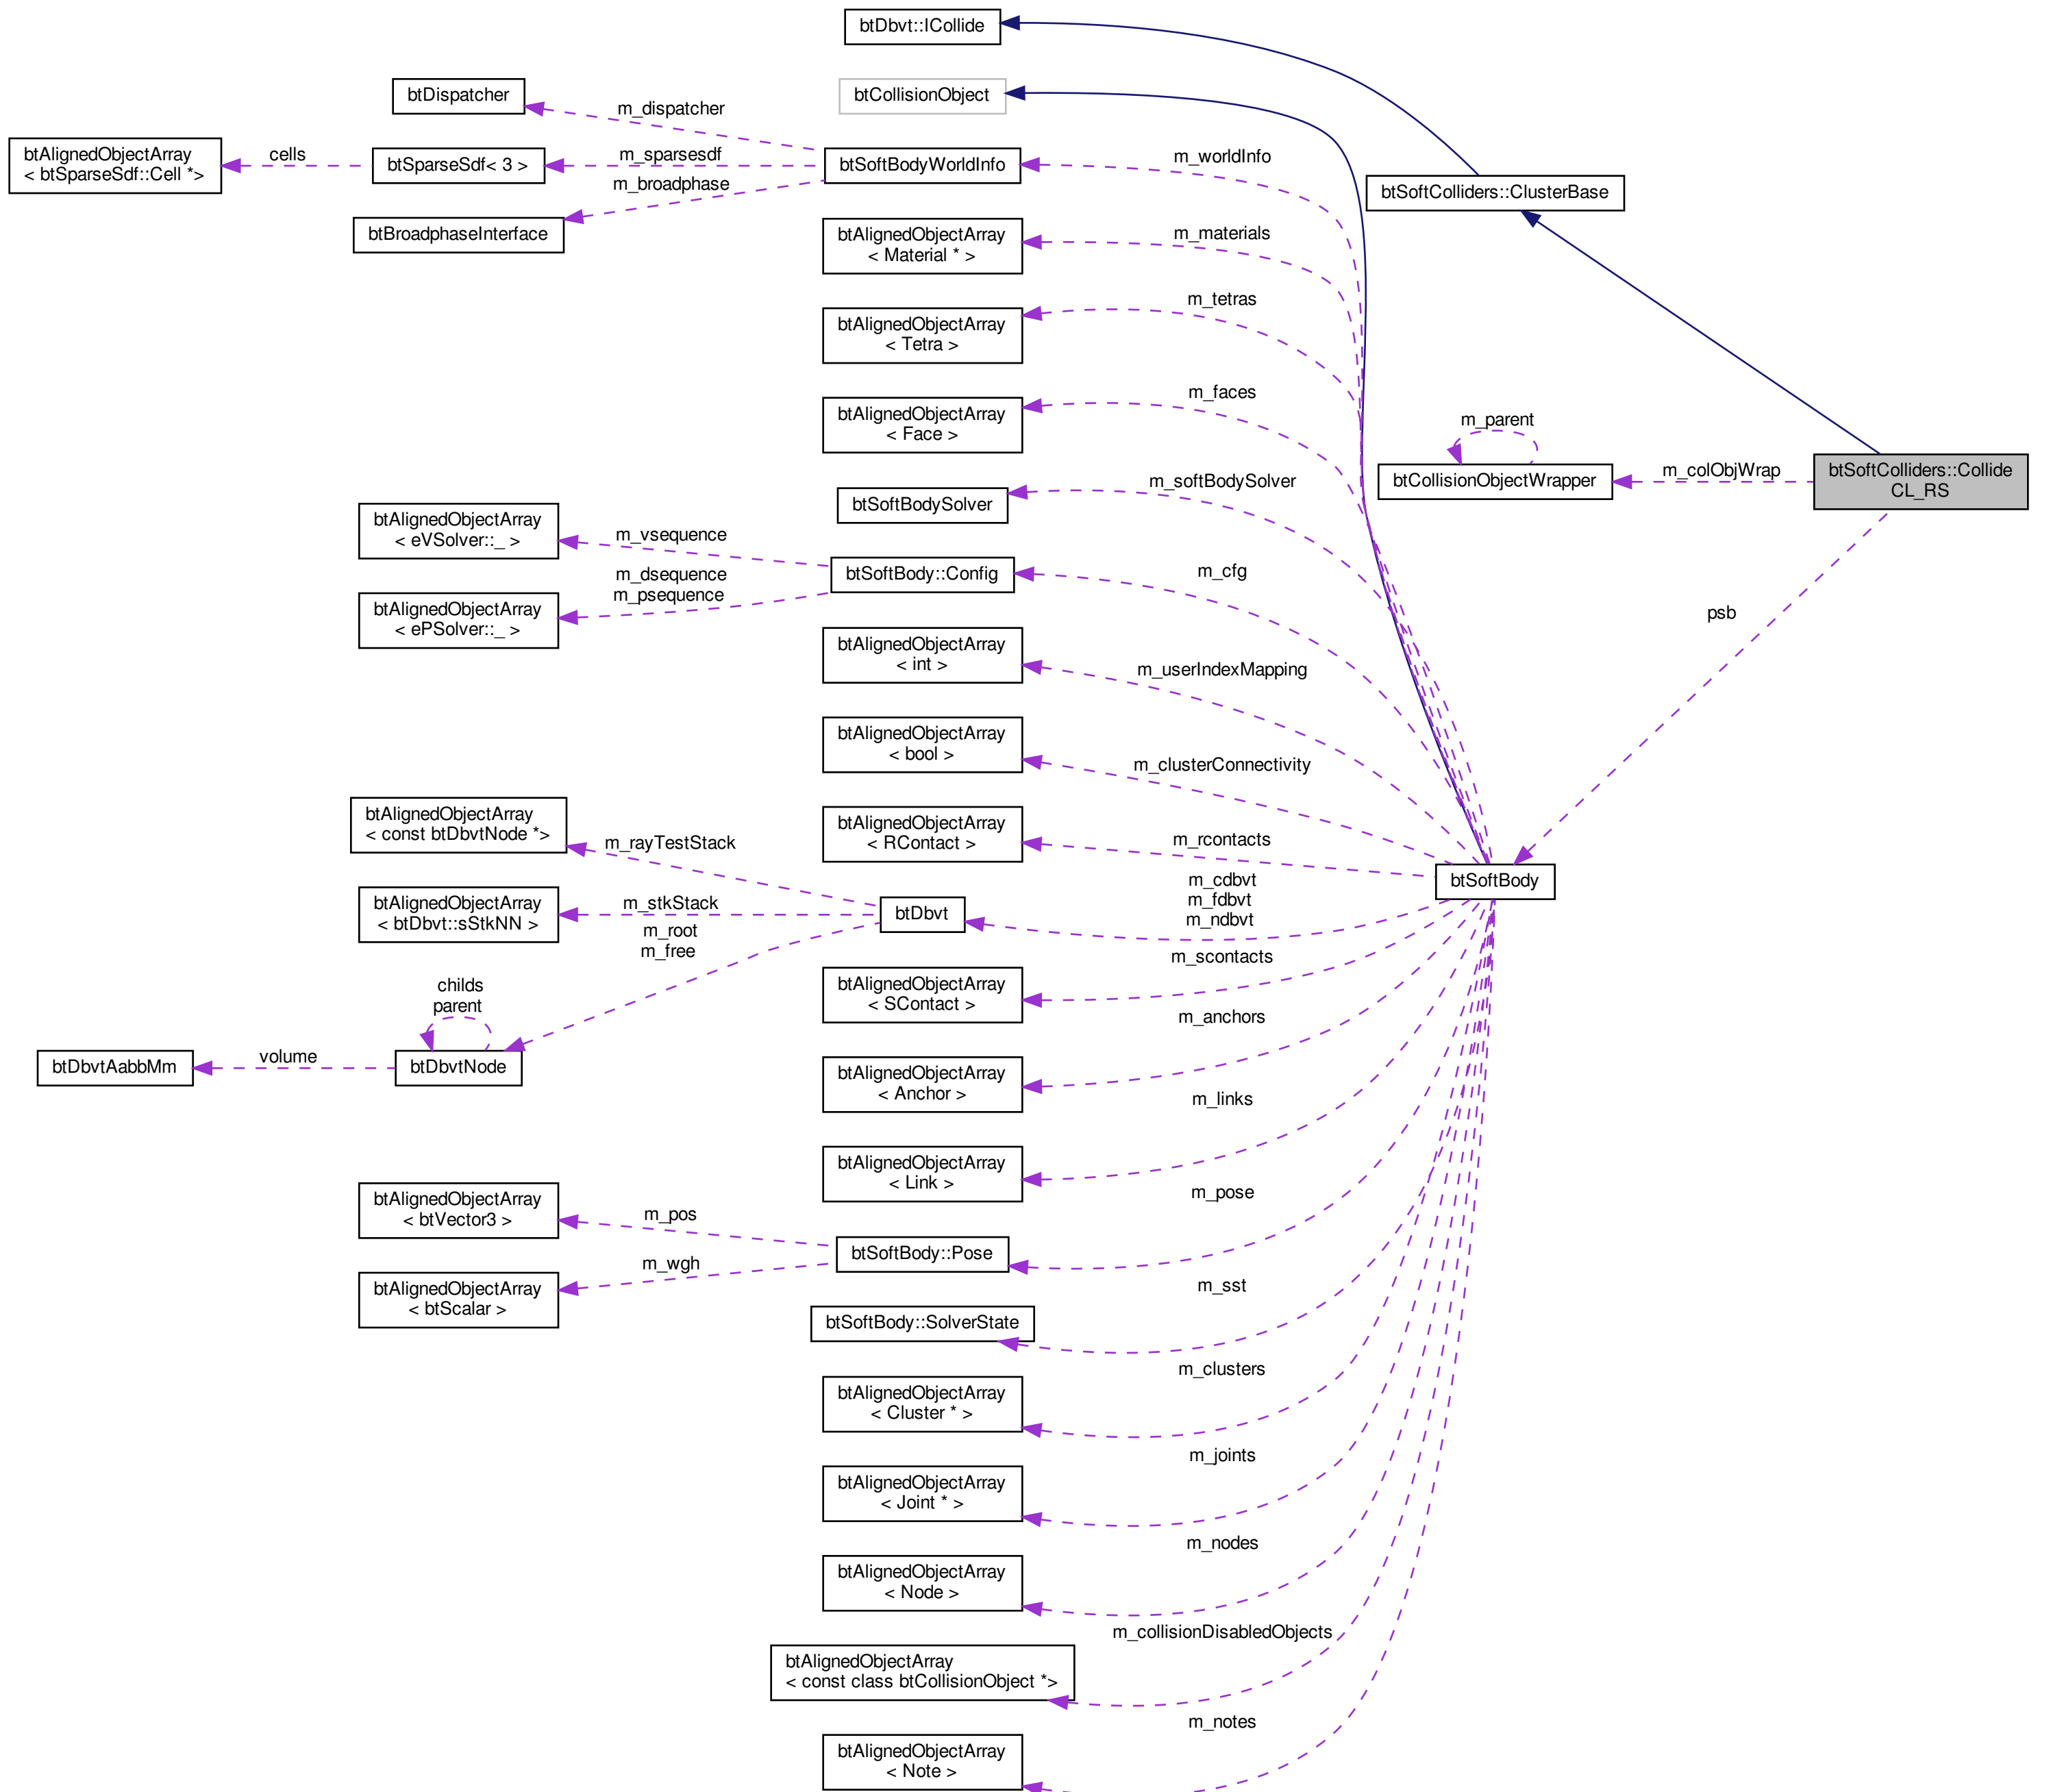 btDbvt::ICollide
btCollisionObject
btDispatcher
m_dispatcher
btAlignedObjectArray
< btSparseSdf::Cell *>
cells
btSparseSdf< 3 >
m_sparsesdf
btSoftBodyWorldInfo
m_worldInfo
m_broadphase
btBroadphaseInterface
btSoftColliders::ClusterBase
btAlignedObjectArray
< Material * >
m_materials
btAlignedObjectArray
< Tetra >
m_tetras
btAlignedObjectArray
< Face >
m_faces
m_parent
btCollisionObjectWrapper
m_colObjWrap
btSoftColliders::Collide
CL_RS
btSoftBodySolver
m_softBodySolver
btAlignedObjectArray
< eVSolver::_ >
m_vsequence
btSoftBody::Config
m_cfg
m_dsequence
m_psequence
btAlignedObjectArray
< ePSolver::_ >
psb
btAlignedObjectArray
< int >
m_userIndexMapping
btAlignedObjectArray
< bool >
m_clusterConnectivity
btAlignedObjectArray
< const btDbvtNode *>
m_rayTestStack
btAlignedObjectArray
< RContact >
m_rcontacts
btSoftBody
btAlignedObjectArray
< btDbvt::sStkNN >
m_stkStack
btDbvt
m_cdbvt
m_fdbvt
m_ndbvt
m_root
m_free
btAlignedObjectArray
< SContact >
m_scontacts
childs
parent
btDbvtAabbMm
volume
btDbvtNode
btAlignedObjectArray
< Anchor >
m_anchors
btAlignedObjectArray
< Link >
m_links
btAlignedObjectArray
< btVector3 >
m_pos
btSoftBody::Pose
m_pose
btAlignedObjectArray
< btScalar >
m_wgh
btSoftBody::SolverState
m_sst
btAlignedObjectArray
< Cluster * >
m_clusters
btAlignedObjectArray
< Joint * >
m_joints
btAlignedObjectArray
< Node >
m_nodes
btAlignedObjectArray
< const class btCollisionObject *>
m_collisionDisabledObjects
btAlignedObjectArray
< Note >
m_notes